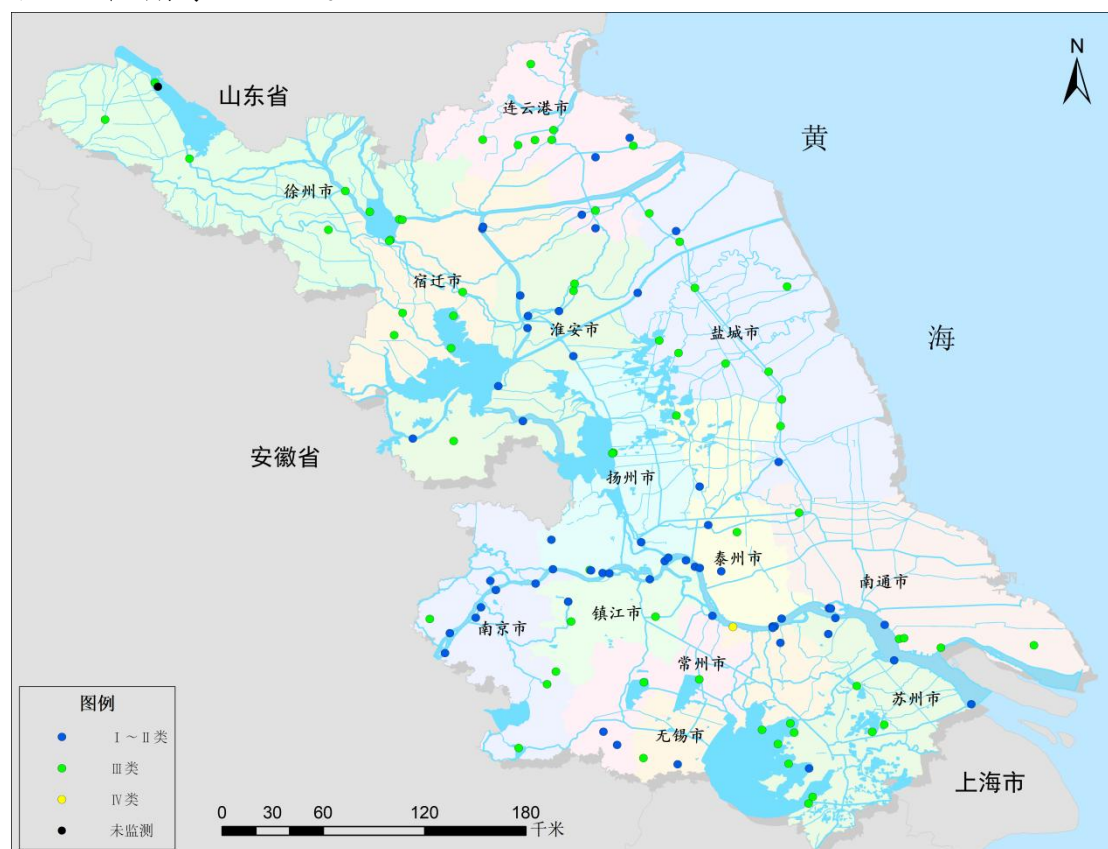 N
山东省
连云港市
黄
徐州市
宿迁市
淮安市
盐城市
海
安徽省
扬州市
泰州市
南通市
南京市
镇江市
常州市
苏州市
无锡市
上海市
图例
Ⅰ～Ⅱ类
Ⅲ类
Ⅳ类
未监测
0 30 60 120 180
千米